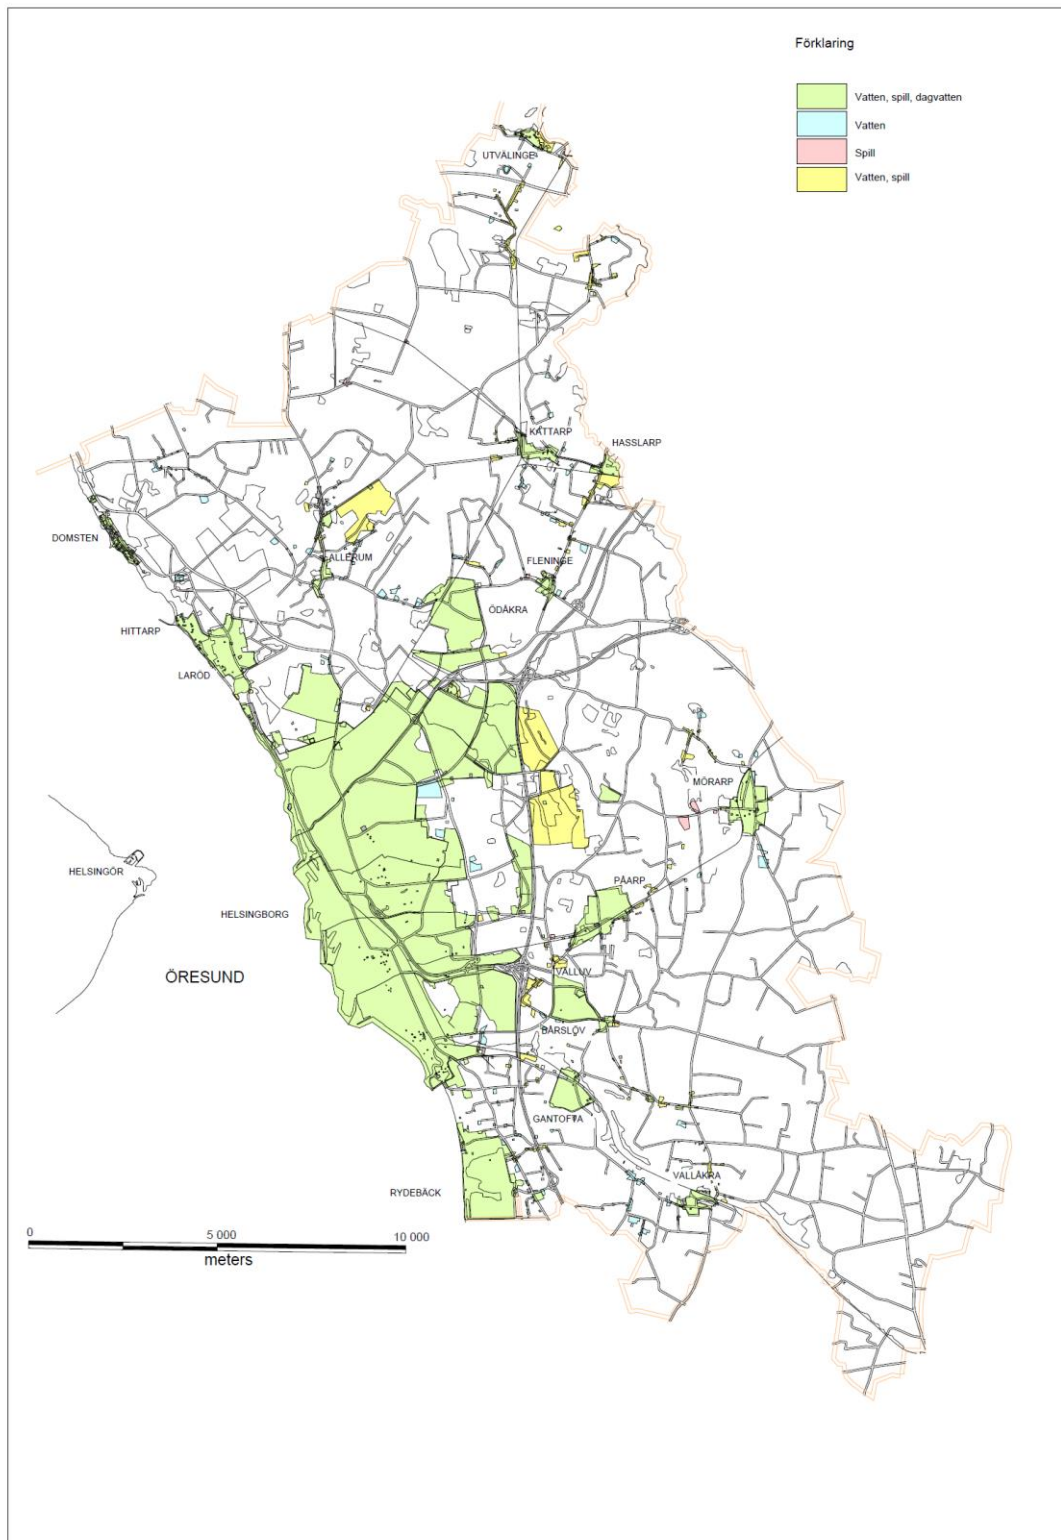 Förklaring
Vatten, spill, dagvatten
Vatten
Spill
Vatten, spill
UTVÄLINGE
KATTARP
HASSLARP
DOMSTEN
ALLERUM
FLENINGE
ÖDÅKRA
HITTARP
LARÖD
MÖRARP
HELSINGÖR
PÅARP
HELSINGBORG
VÄLLUV
ÖRESUND
BÅRSLÖV
GANTOFTA
VALLÅKRA
RYDEBÄCK
0 5 000 10 000
meters